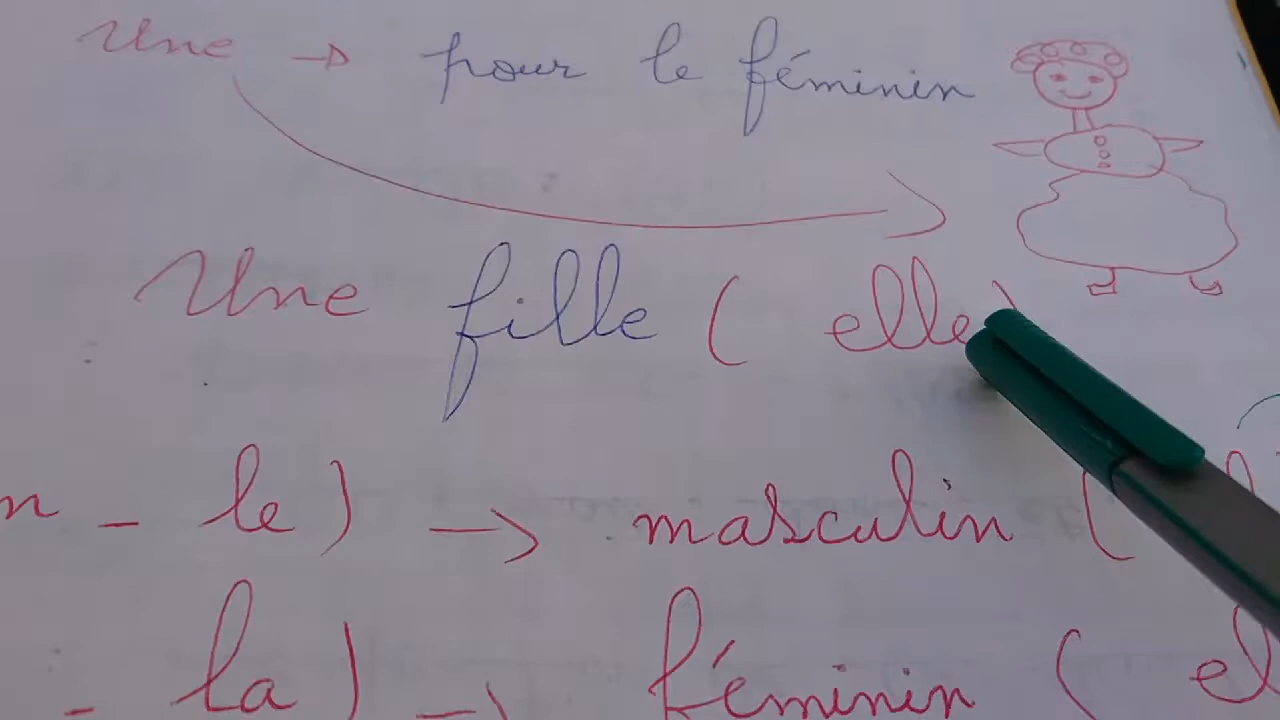 Une → pour le féminin
Une fille ( elle)
n - le) → masculin (
- la) → féminin ( el